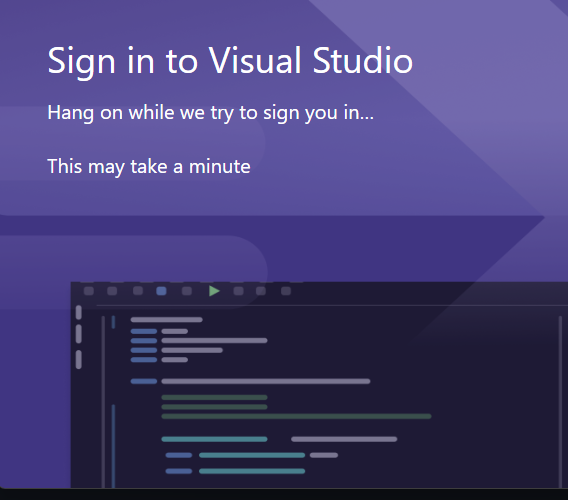 Sign in to Visual Studio
Hang on while we try to sign you in...
This may take a minute